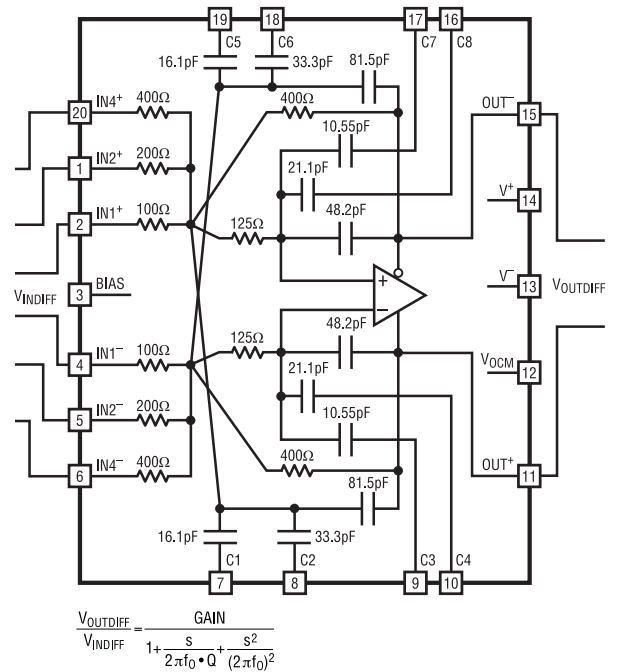 19 18 17 16
C5 C6 C7 C8
16.1pF 33.3pF 81.5pF
20 IN4+ 400Ω 400Ω OUT− 15
10.55pF
1 IN2+ 200Ω 21.1pF
2 IN1+ 100Ω 125Ω 48.2pF V+ 14
+
3 BIAS V− 13
VINDIFF VOUTDIFF
−
4 IN1− 100Ω 125Ω 48.2pF VOCM 12
21.1pF
5 IN2− 200Ω 10.55pF
6 IN4− 400Ω 400Ω OUT+ 11
81.5pF
16.1pF 33.3pF
C1 C2 C3 C4
7 8 9 10
VOUTDIFF / VINDIFF = GAIN / 1 + s / 2πf0 • Q + s2 / (2πf0)2